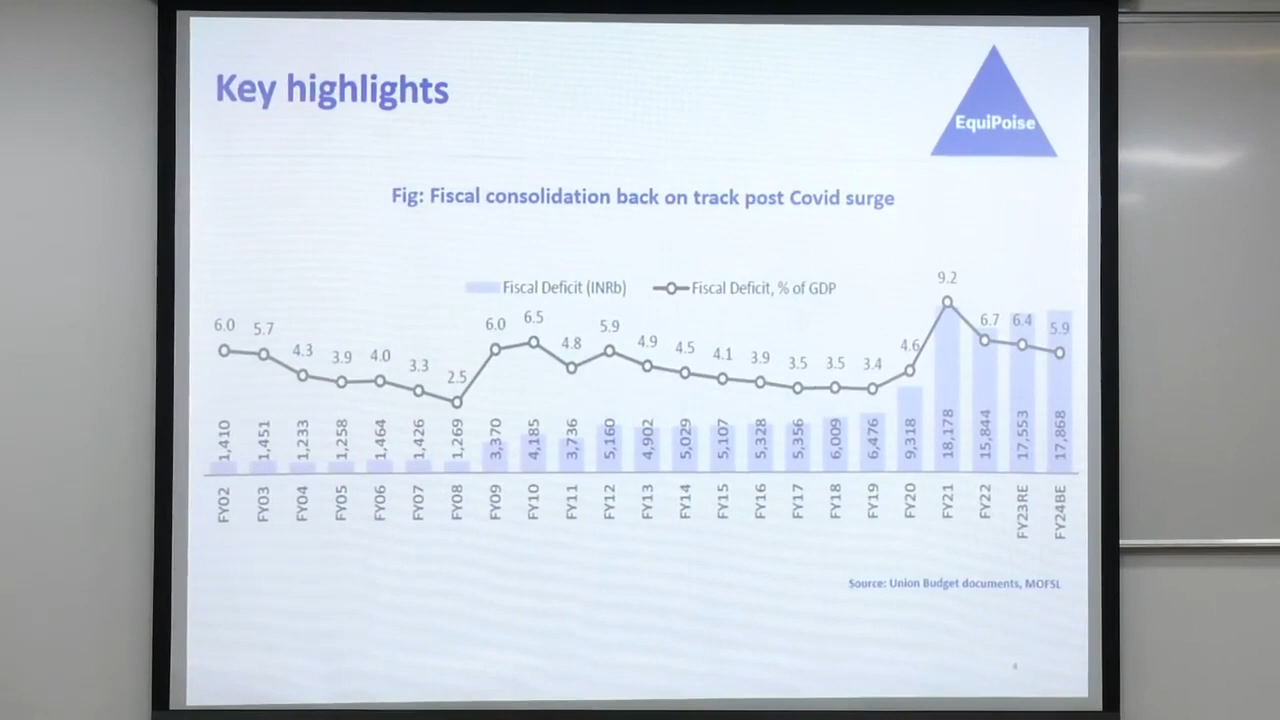 Key highlights
EquiPoise
Fig: Fiscal consolidation back on track post Covid surge
Fiscal Deficit (INRb) Fiscal Deficit, % of GDP
6.0 5.7 4.3 3.9 4.0 3.3 2.5 6.0 6.5 4.8 5.9 4.9 4.5 4.1 3.9 3.5 3.5 3.4 4.6 9.2 6.7 6.4 5.9
1,410 1,451 1,233 1,258 1,464 1,426 1,269 3,370 4,185 3,736 5,160 4,902 5,029 5,107 5,328 5,356 6,009 6,476 9,318 18,178 15,844 17,553 17,868
FY02 FY03 FY04 FY05 FY06 FY07 FY08 FY09 FY10 FY11 FY12 FY13 FY14 FY15 FY16 FY17 FY18 FY19 FY20 FY21 FY22 FY23RE FY24BE
Source: Union Budget documents, MOFSL
4